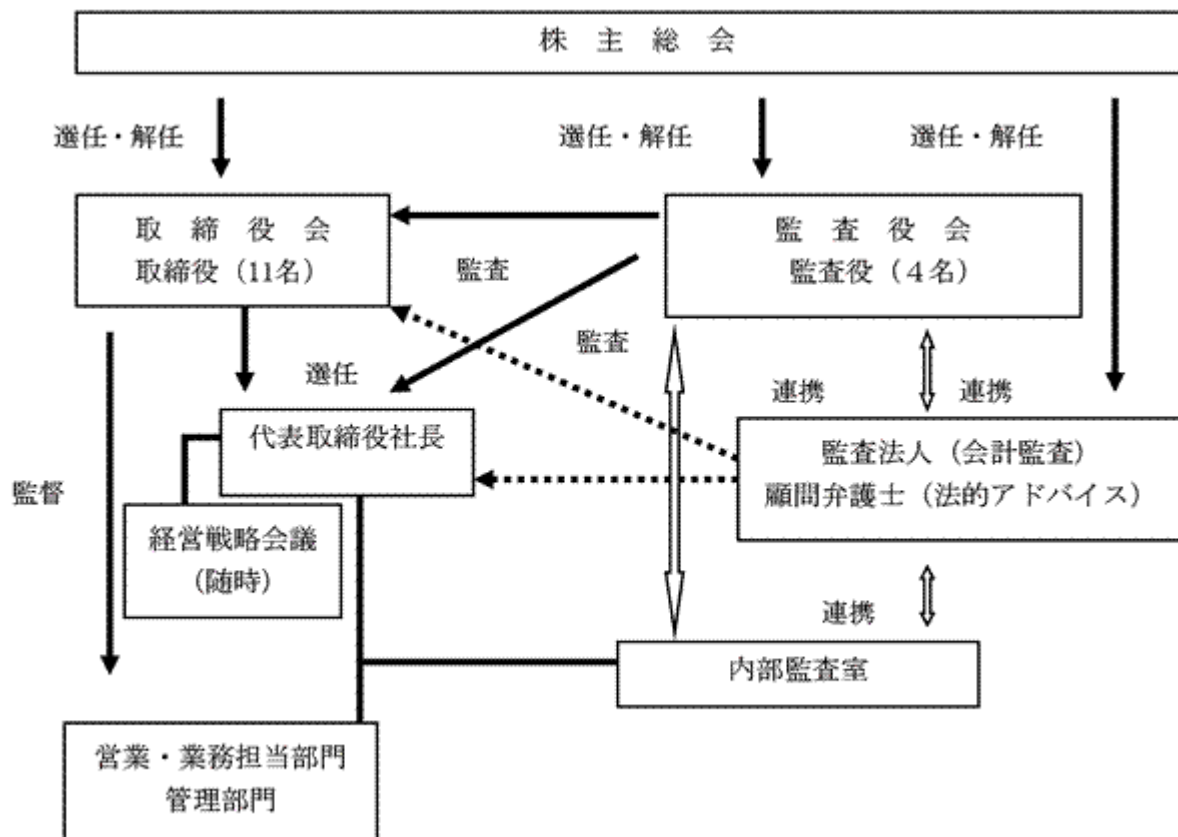 株 主 総 会
選任・解任
選任・解任
選任・解任
取 締 役 会
取締役（11名）
監 査 役 会
監査役（４名）
監査
監査
選任
連携
連携
代表取締役社長
監査法人（会計監査）
顧問弁護士（法的アドバイス）
監督
経営戦略会議
（随時）
連携
内部監査室
営業・業務担当部門
管理部門